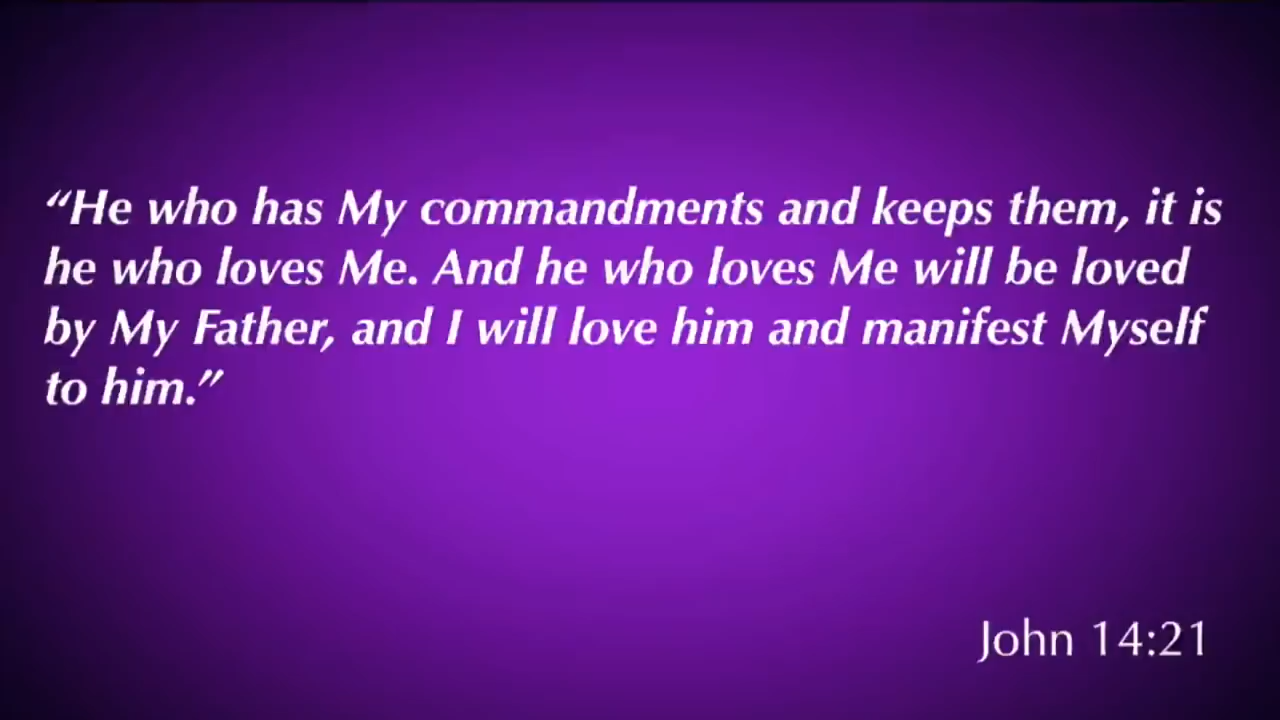 “He who has My commandments and keeps them, it is
he who loves Me. And he who loves Me will be loved
by My Father, and I will love him and manifest Myself
to him.”
John 14:21